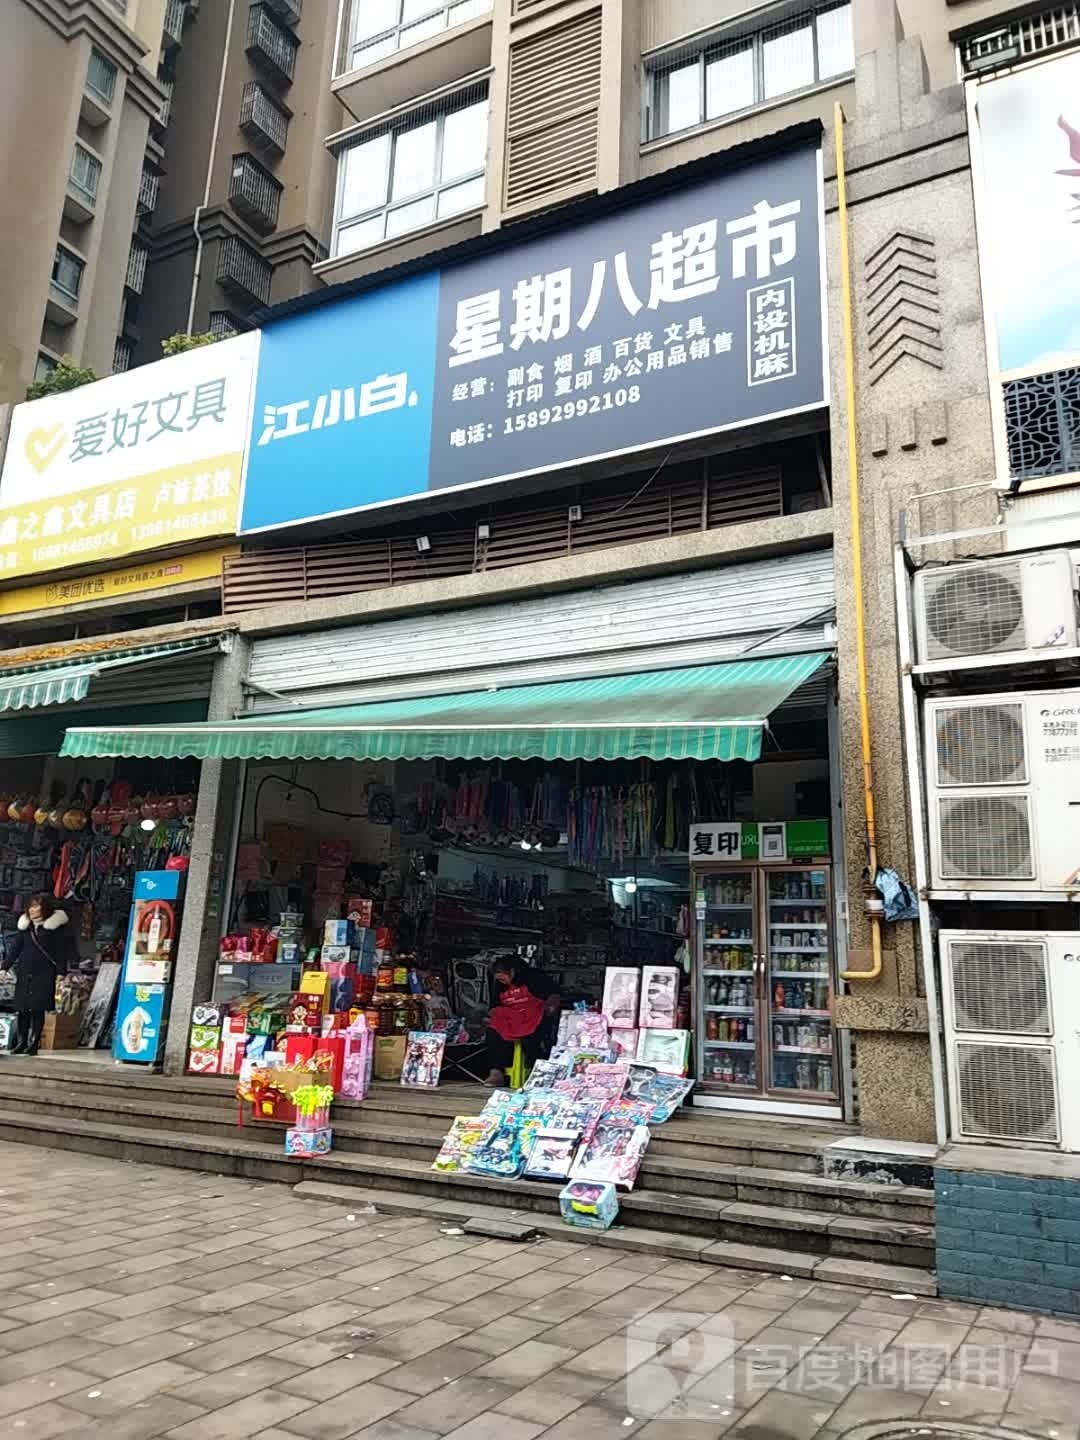 星期八超市
内设机麻
经营：副食 烟 酒 百货 文具
打印 复印 办公用品销售
电话：15892992108
江小白
爱好文具
鑫之鑫文具店 卢妹茶馆
美团优选
复印
GREE
百度地图用户